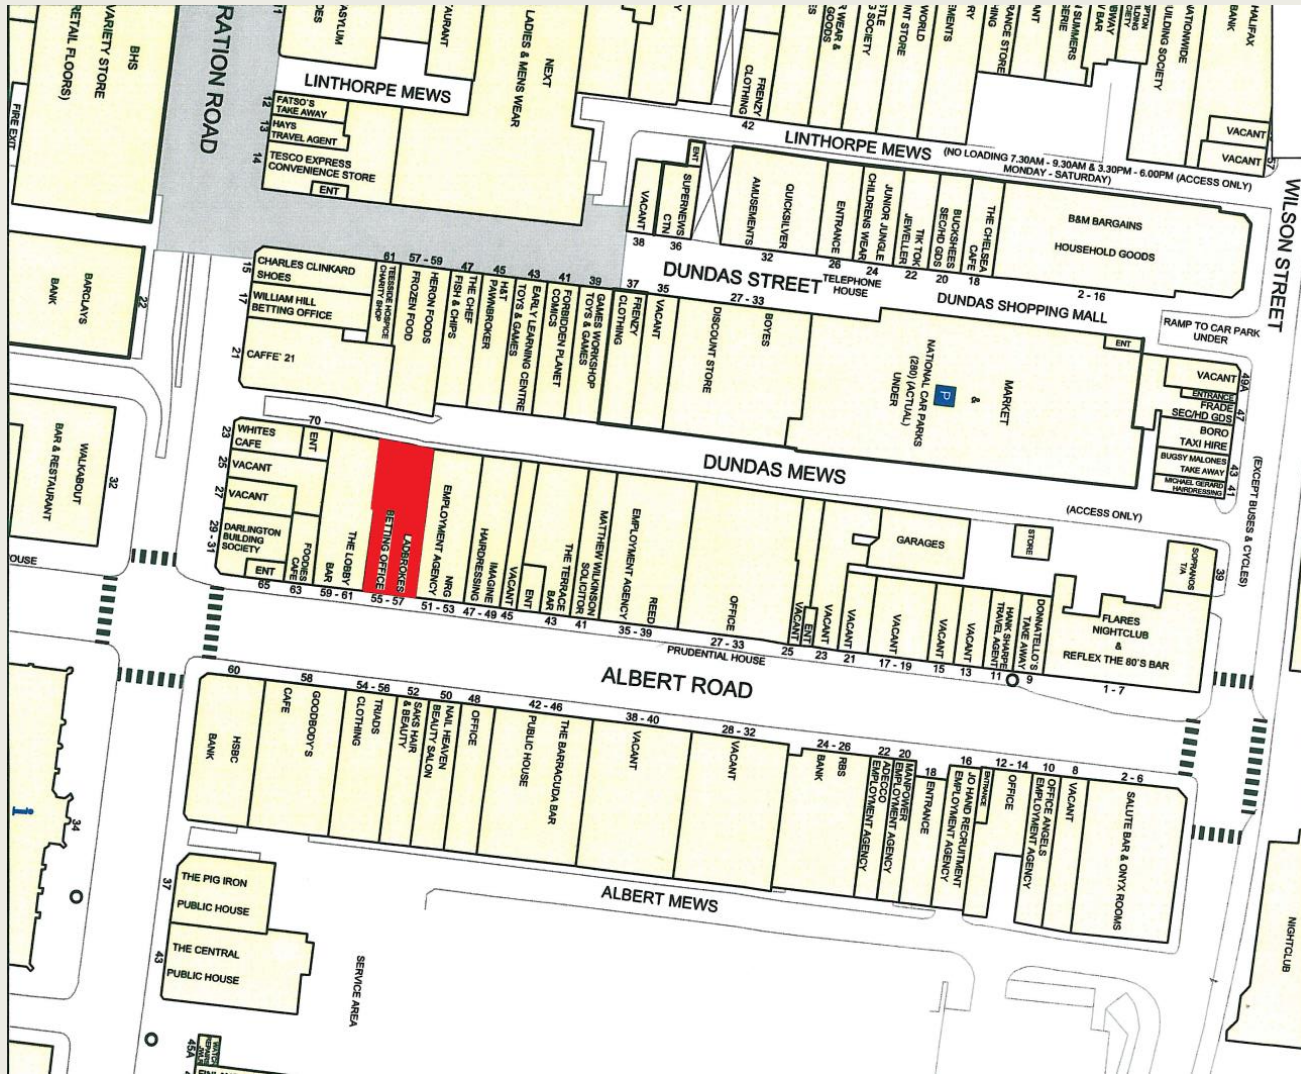 BHS
VARIETY STORE
RETAIL FLOORS)
FIRE EXIT
RATION ROAD
11
ASYLUM
LINTHORPE MEWS
LADIES & MENS WEAR
NEXT
12
FATSO'S
TAKE AWAY
13
HAYS
TRAVEL AGENT
14
TESCO EXPRESS
CONVENIENCE STORE
ENT
FRENZY
CLOTHING
42
WEAR &
GOODS
SOCIETY
WORLD
NATIONWIDE
BUILDING SOCIETY
HALIFAX
BANK
VACANT
VACANT
57
LINTHORPE MEWS
(NO LOADING 7.30AM - 9.30AM & 3.30PM - 6.00PM (ACCESS ONLY)
MONDAY - SATURDAY)
WILSON STREET
VACANT
38
ENT
SUPERNEWS
CTN
36
QUICKSILVER
AMUSEMENTS
32
ENTRANCE
26
JUNIOR JUNGLE
CHILDRENS WEAR
24
TIK TOK
JEWELLER
22
BUCKSHEES
SEC/HD GDS
20
THE CHELSEA
CAFE
18
B&M BARGAINS
HOUSEHOLD GOODS
2 - 16
DUNDAS STREET
TELEPHONE
HOUSE
DUNDAS SHOPPING MALL
RAMP TO CAR PARK
UNDER
BARCLAYS
BANK
22
15
CHARLES CLINKARD
SHOES
17
WILLIAM HILL
BETTING OFFICE
21
CAFFE' 21
61
TEESSIDE HOSPICE
CHARITY SHOP
57 - 59
HERON FOODS
FROZEN FOOD
47
THE CHEF
FISH & CHIPS
45
H&T
PAWNBROKER
43
EARLY LEARNING CENTRE
TOYS & GAMES
41
FORBIDDEN PLANET
COMICS
39
GAMES WORKSHOP
TOYS & GAMES
37
FRENZY
CLOTHING
35
VACANT
27 - 33
BOYES
DISCOUNT STORE
MARKET
&
P
NATIONAL CAR PARKS
(280) (ACTUAL)
UNDER
ENT
VACANT
49A
ENTRANCE
47
FRADE
SEC/HD GDS
BORO
TAXI HIRE
BUGSY MALONES
TAKE AWAY
43
MICHAEL GERARD
HAIRDRESSING
41
(EXCEPT BUSES & CYCLES)
DUNDAS MEWS
(ACCESS ONLY)
WALKABOUT
BAR & RESTAURANT
32
OUSE
23
WHITES
CAFE
70
ENT
25
VACANT
27
VACANT
29 - 31
DARLINGTON
BUILDING
SOCIETY
ENT
65
FOODIES
CAFE
63
THE LOBBY
BAR
59 - 61
LADBROKES
BETTING OFFICE
55 - 57
NRG
EMPLOYMENT AGENCY
51 - 53
IMAGINE
HAIRDRESSING
47 - 49
VACANT
45
ENT
THE TERRACE
BAR
43
MATTHEW WILKINSON
SOLICITOR
41
REED
EMPLOYMENT AGENCY
35 - 39
OFFICE
27 - 33
PRUDENTIAL HOUSE
VACANT
25
ENT
VACANT
23
VACANT
21
GARAGES
VACANT
17 - 19
VACANT
15
VACANT
13
STORE
HANK SHARPE
TRAVEL AGENT
11
DONNATELLO'S
TAKE AWAY
9
SOPRANOS
T/A
39
FLARES
NIGHTCLUB
&
REFLEX THE 80'S BAR
1 - 7
ALBERT ROAD
60
HSBC
BANK
58
GOODBODY'S
CAFE
54 - 56
TRIADS
CLOTHING
52
SAKS HAIR
& BEAUTY
50
NAIL HEAVEN
BEAUTY SALON
48
OFFICE
42 - 46
THE BARRACUDA BAR
PUBLIC HOUSE
38 - 40
VACANT
28 - 32
VACANT
24 - 26
RBS
BANK
22
ADECCO
EMPLOYMENT AGENCY
20
MANPOWER
EMPLOYMENT AGENCY
18
ENTRANCE
16
JO HAND RECRUITMENT
EMPLOYMENT AGENCY
ENTRANCE
12 - 14
OFFICE
10
OFFICE ANGELS
EMPLOYMENT AGENCY
8
VACANT
2 - 6
SALUTE BAR & ONYX ROOMS
ALBERT MEWS
i
34
37
THE PIG IRON
PUBLIC HOUSE
43
THE CENTRAL
PUBLIC HOUSE
SERVICE AREA
NIGHTCLUB
45A